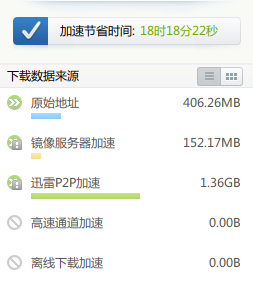 加速节省时间: 18时18分22秒
下载数据来源
原始地址 406.26MB
镜像服务器加速 152.17MB
迅雷P2P加速 1.36GB
高速通道加速 0.00B
离线下载加速 0.00B